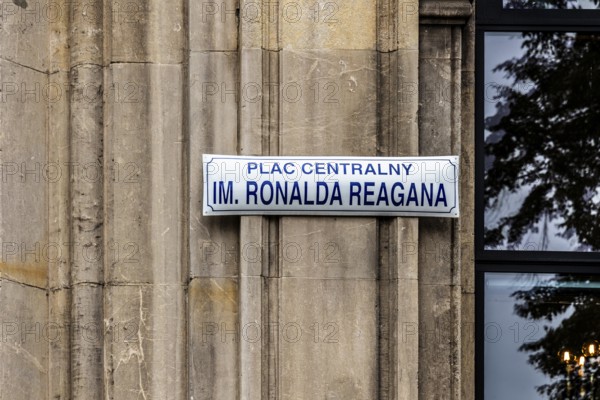 PLAC CENTRALNY
IM. RONALDA REAGANA